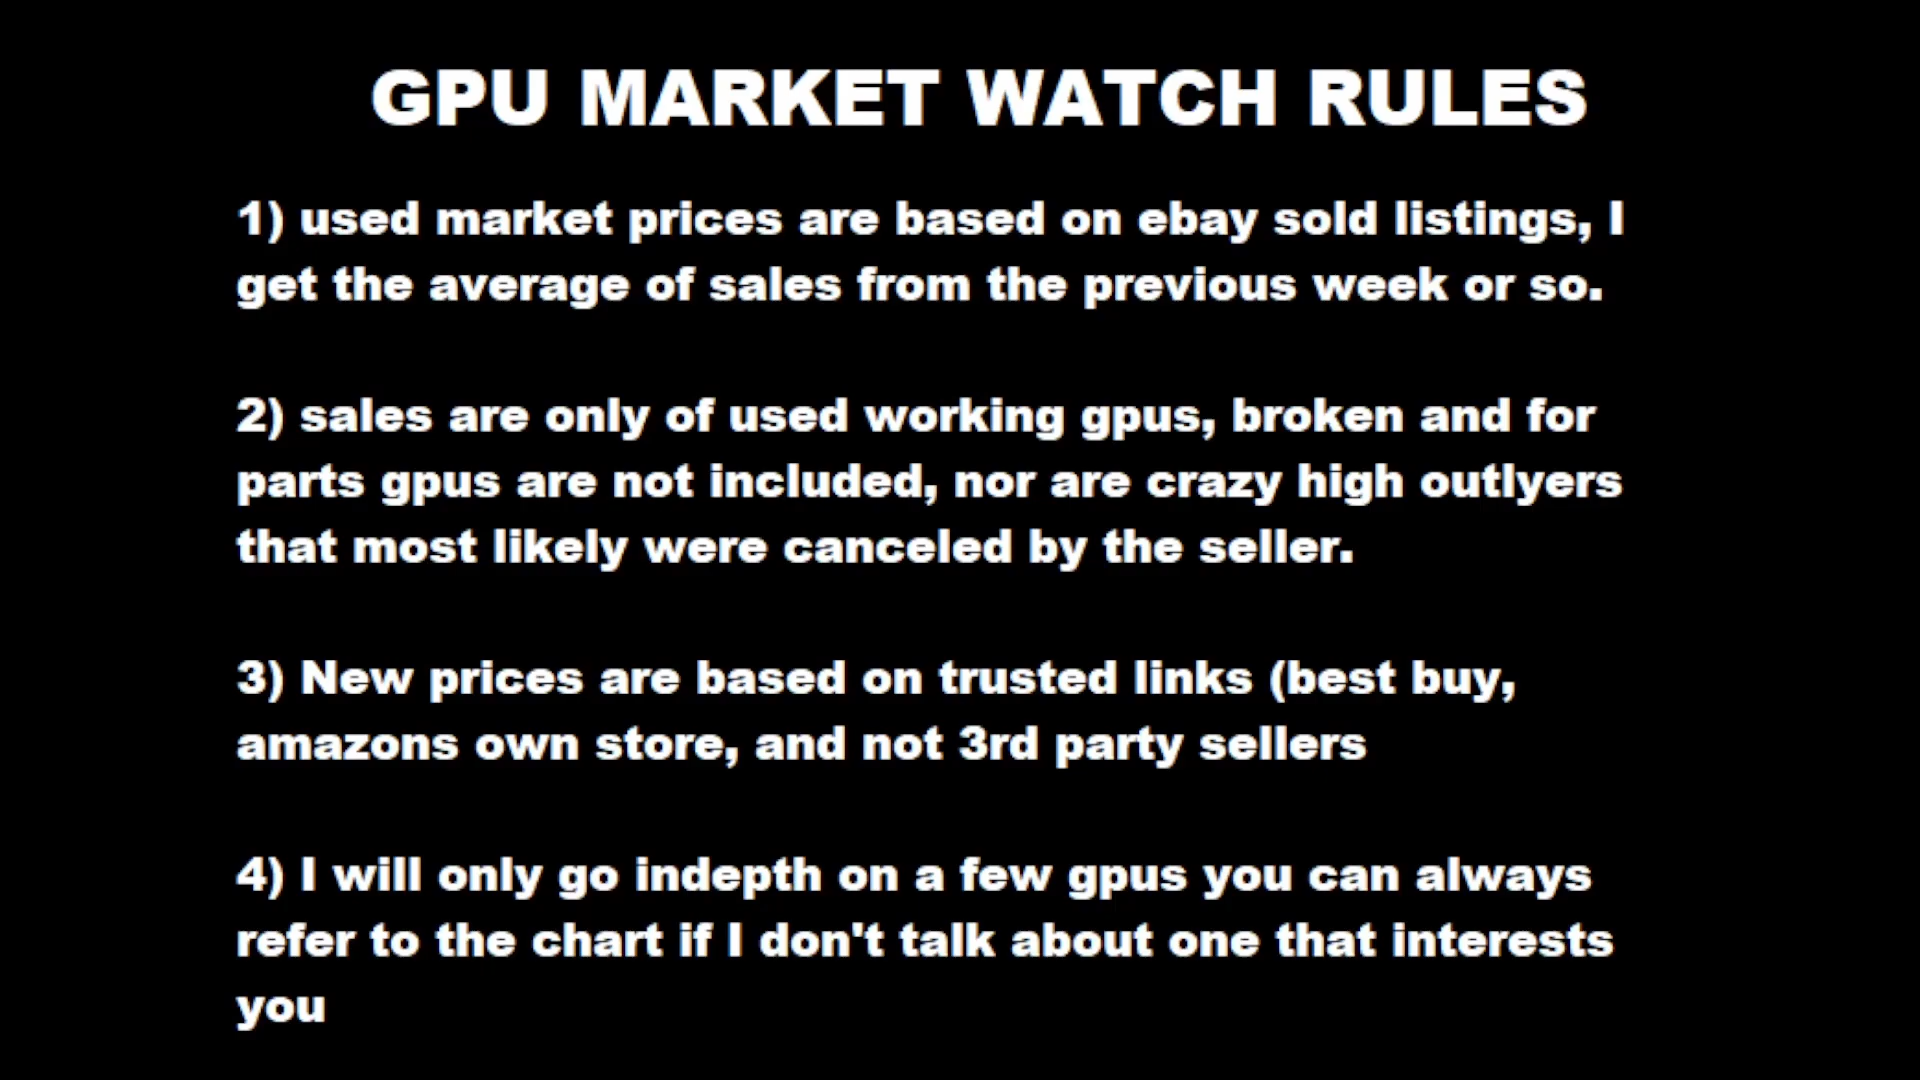 GPU MARKET WATCH RULES
1) used market prices are based on ebay sold listings, I
get the average of sales from the previous week or so.
2) sales are only of used working gpus, broken and for
parts gpus are not included, nor are crazy high outlyers
that most likely were canceled by the seller.
3) New prices are based on trusted links (best buy,
amazons own store, and not 3rd party sellers
4) I will only go indepth on a few gpus you can always
refer to the chart if I don't talk about one that interests
you